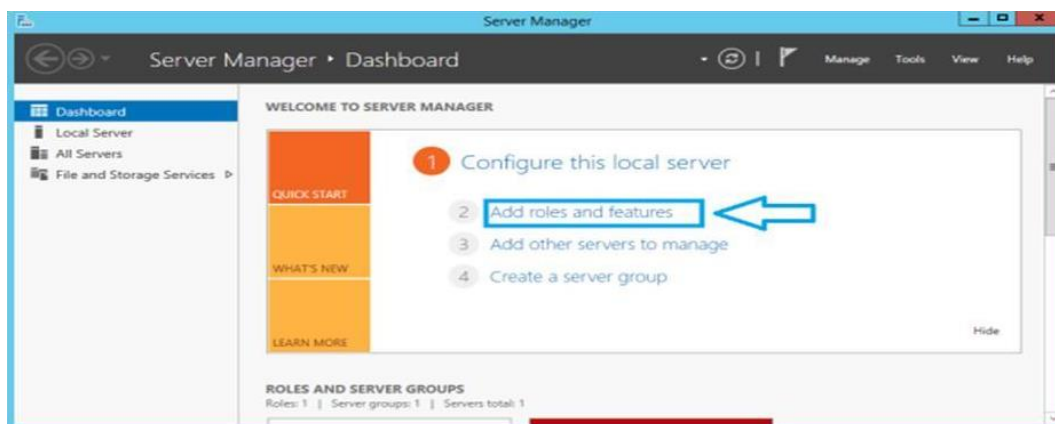 Server Manager
Server Manager • Dashboard
Manage Tools View Help
Dashboard
Local Server
All Servers
File and Storage Services
WELCOME TO SERVER MANAGER
QUICK START
WHAT'S NEW
LEARN MORE
1 Configure this local server
2 Add roles and features
3 Add other servers to manage
4 Create a server group
Hide
ROLES AND SERVER GROUPS
Roles: 1 | Server groups: 1 | Servers total: 1